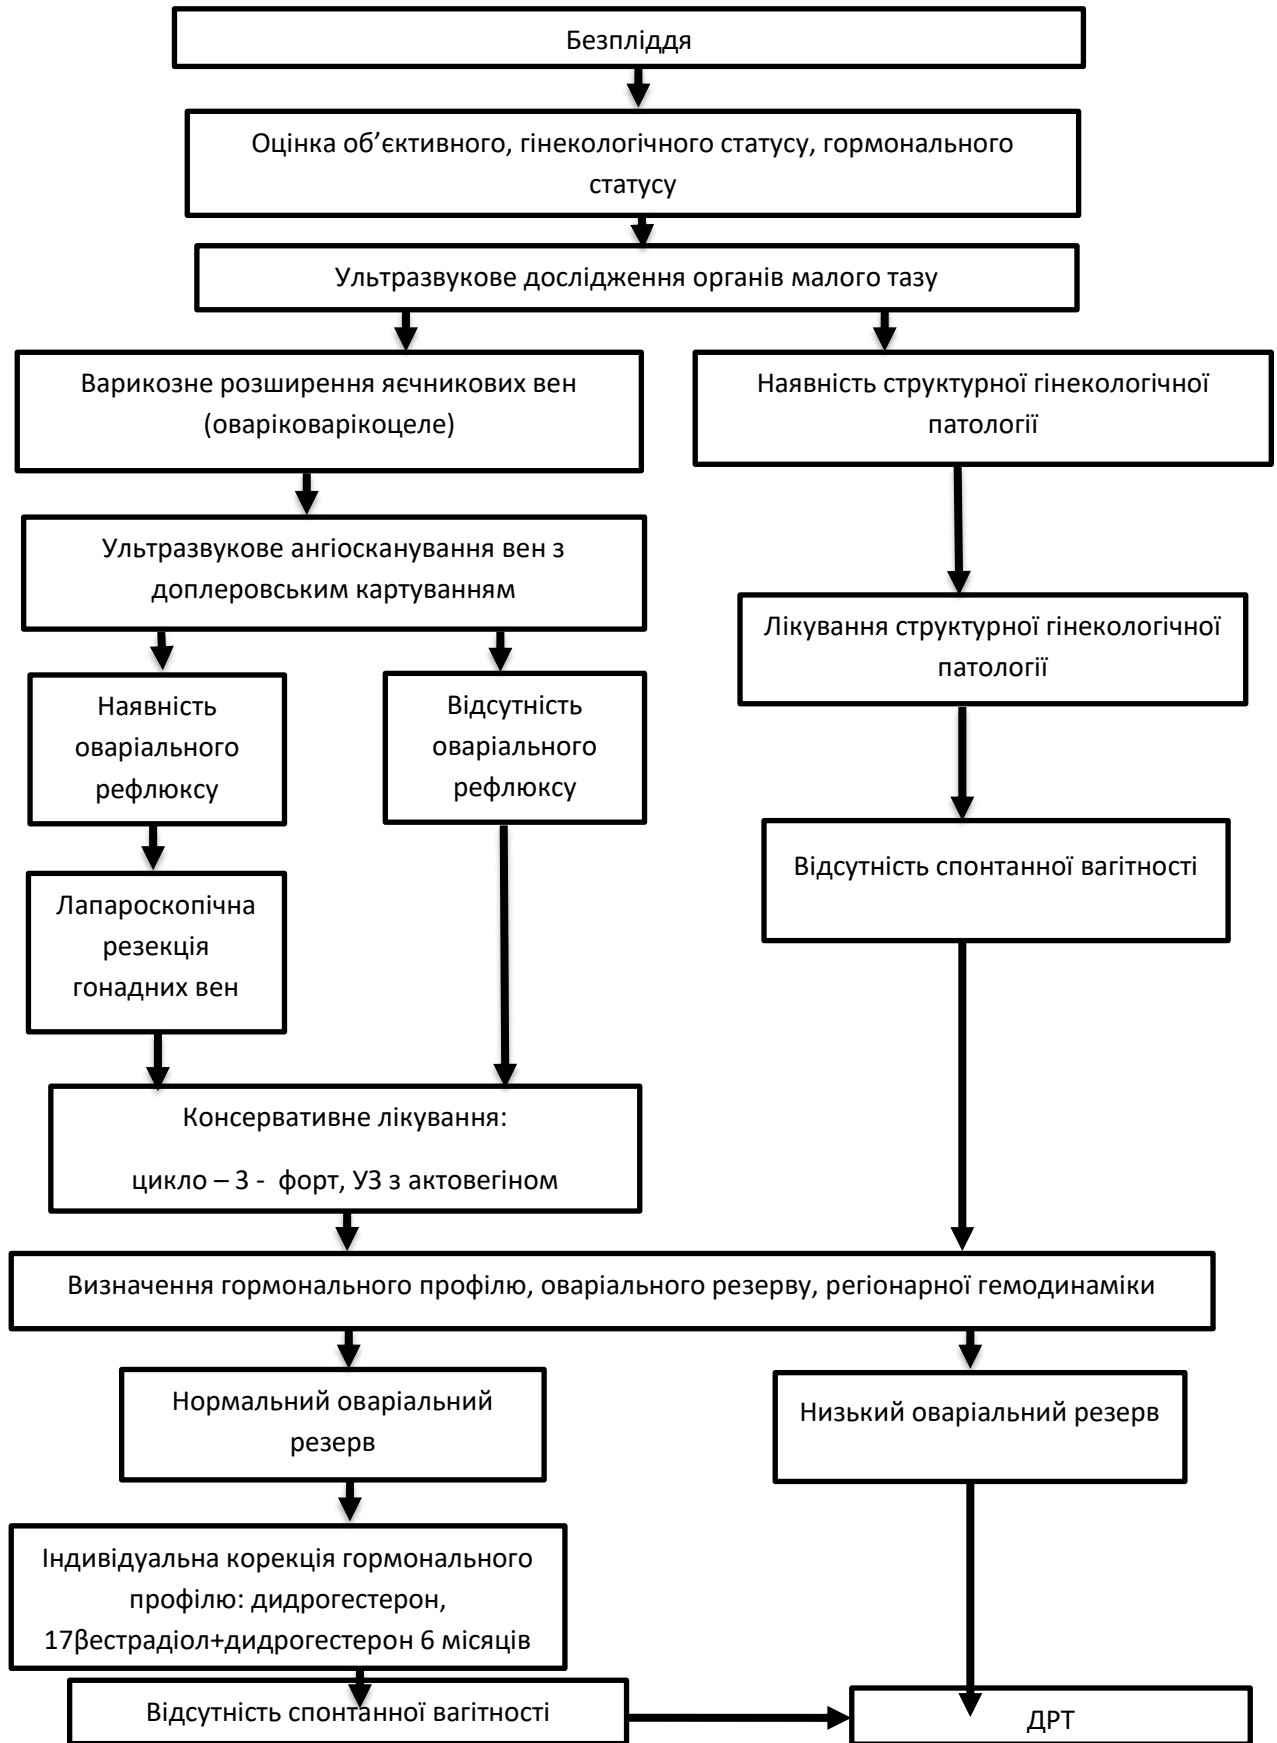 Безпліддя
Оцінка об’єктивного, гінекологічного статусу, гормонального
статусу
Ультразвукове дослідження органів малого тазу
Варикозне розширення яєчникових вен
(оваріковарікоцеле)
Наявність структурної гінекологічної
патології
Ультразвукове ангіосканування вен з
доплеровським картуванням
Лікування структурної гінекологічної
патології
Наявність
оваріального
рефлюксу
Відсутність
оваріального
рефлюксу
Відсутність спонтанної вагітності
Лапароскопічна
резекція
гонадних вен
Консервативне лікування:
цикло – 3 - форт, УЗ з актовегіном
Визначення гормонального профілю, оваріального резерву, регіонарної гемодинаміки
Нормальний оваріальний
резерв
Низький оваріальний резерв
Індивідуальна корекція гормонального
профілю: дидрогестерон,
17βестрадіол+дидрогестерон 6 місяців
Відсутність спонтанної вагітності
ДРТ